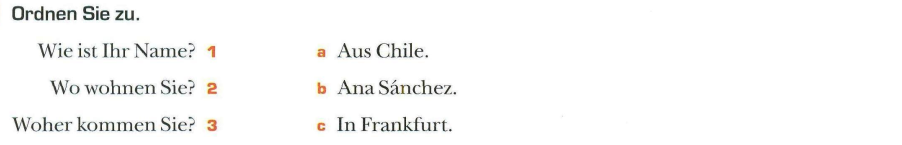 Ordnen Sie zu.
Wie ist Ihr Name? 1 a Aus Chile.
Wo wohnen Sie? 2 b Ana Sánchez.
Woher kommen Sie? 3 c In Frankfurt.